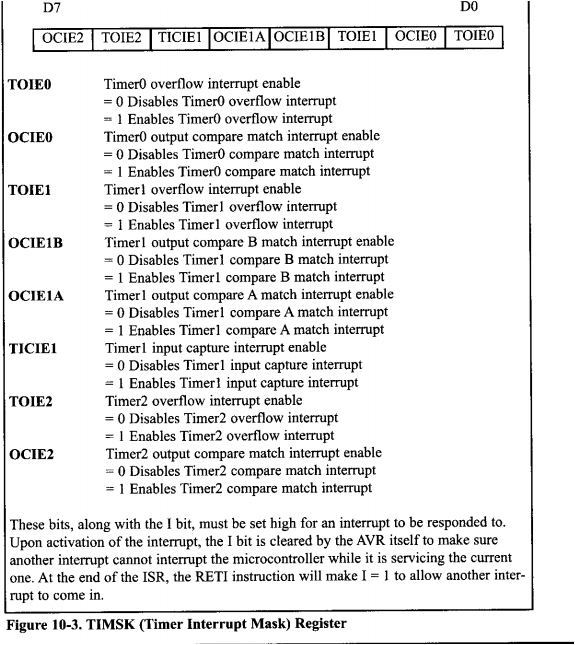 D7 D0
OCIE2 TOIE2 TICIE1 OCIE1A OCIE1B TOIE1 OCIE0 TOIE0
TOIE0 Timer0 overflow interrupt enable
= 0 Disables Timer0 overflow interrupt
= 1 Enables Timer0 overflow interrupt
OCIE0 Timer0 output compare match interrupt enable
= 0 Disables Timer0 compare match interrupt
= 1 Enables Timer0 compare match interrupt
TOIE1 Timer1 overflow interrupt enable
= 0 Disables Timer1 overflow interrupt
= 1 Enables Timer1 overflow interrupt
OCIE1B Timer1 output compare B match interrupt enable
= 0 Disables Timer1 compare B match interrupt
= 1 Enables Timer1 compare B match interrupt
OCIE1A Timer1 output compare A match interrupt enable
= 0 Disables Timer1 compare A match interrupt
= 1 Enables Timer1 compare A match interrupt
TICIE1 Timer1 input capture interrupt enable
= 0 Disables Timer1 input capture interrupt
= 1 Enables Timer1 input capture interrupt
TOIE2 Timer2 overflow interrupt enable
= 0 Disables Timer2 overflow interrupt
= 1 Enables Timer2 overflow interrupt
OCIE2 Timer2 output compare match interrupt enable
= 0 Disables Timer2 compare match interrupt
= 1 Enables Timer2 compare match interrupt
These bits, along with the I bit, must be set high for an interrupt to be responded to.
Upon activation of the interrupt, the I bit is cleared by the AVR itself to make sure
another interrupt cannot interrupt the microcontroller while it is servicing the current
one. At the end of the ISR, the RETI instruction will make I = 1 to allow another inter-
rupt to come in.
Figure 10-3. TIMSK (Timer Interrupt Mask) Register